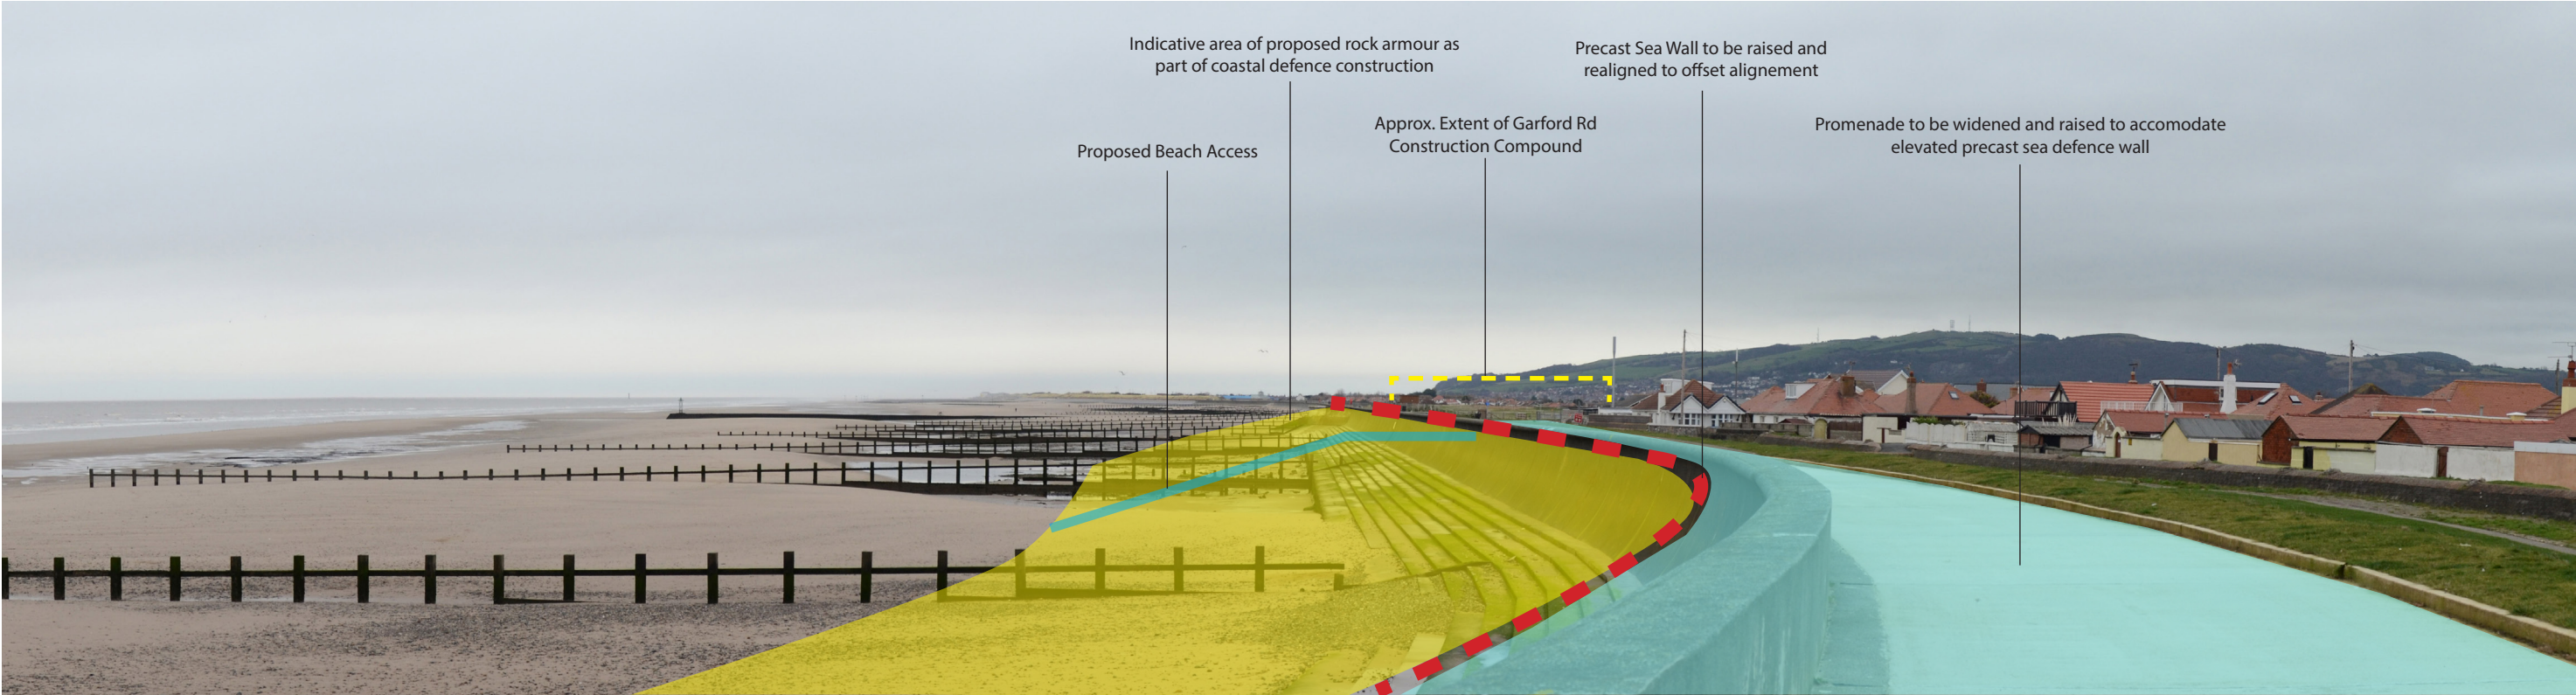 Indicative area of proposed rock armour as
part of coastal defence construction
Precast Sea Wall to be raised and
realigned to offset alignement
Approx. Extent of Garford Rd
Construction Compound
Promenade to be widened and raised to accomodate
elevated precast sea defence wall
Proposed Beach Access